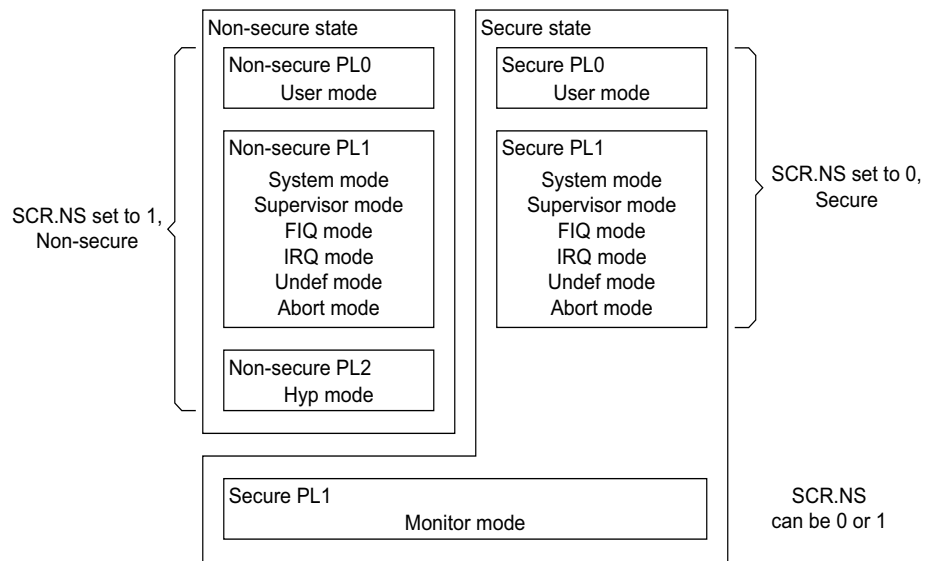 Non-secure state
Non-secure PL0
User mode
Non-secure PL1
System mode
Supervisor mode
FIQ mode
IRQ mode
Undef mode
Abort mode
Non-secure PL2
Hyp mode
SCR.NS set to 1,
Non-secure
Secure state
Secure PL0
User mode
Secure PL1
System mode
Supervisor mode
FIQ mode
IRQ mode
Undef mode
Abort mode
SCR.NS set to 0,
Secure
Secure PL1
Monitor mode
SCR.NS
can be 0 or 1